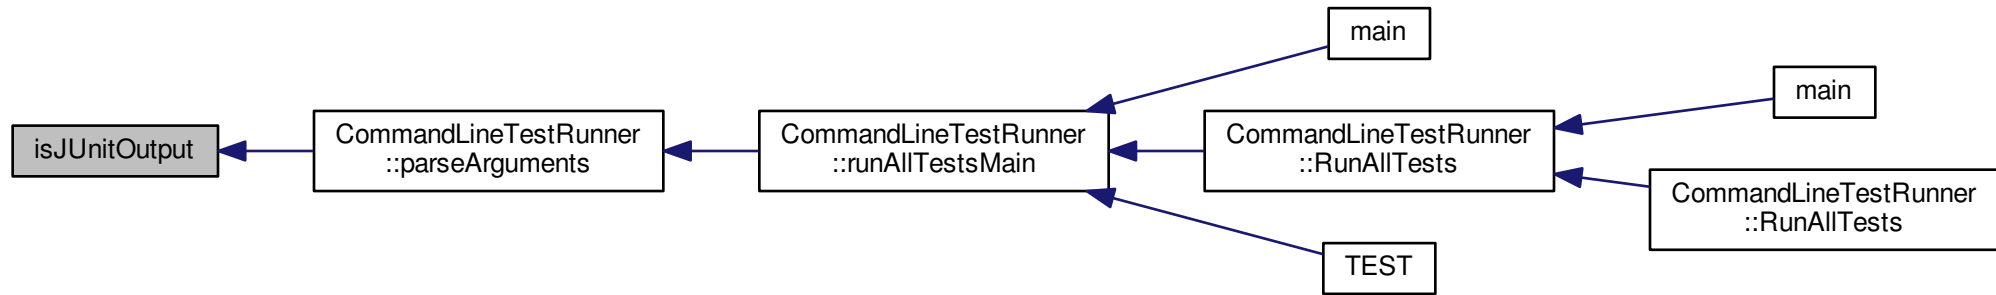 isJUnitOutput
CommandLineTestRunner
::parseArguments
CommandLineTestRunner
::runAllTestsMain
main
CommandLineTestRunner
::RunAllTests
TEST
main
CommandLineTestRunner
::RunAllTests